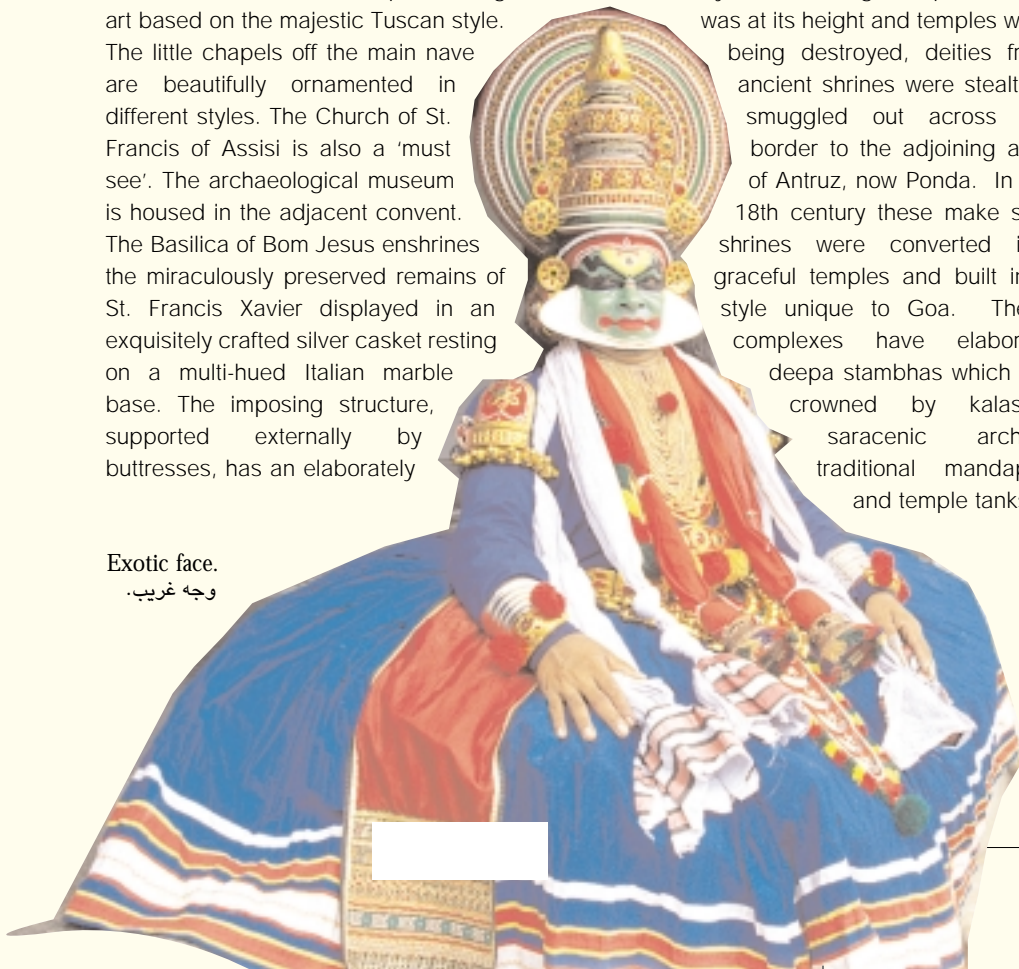 art based on the majestic Tuscan style.
The little chapels off the main nave
are beautifully ornamented in
different styles. The Church of St.
Francis of Assisi is also a ‘must
see’. The archaeological museum
is housed in the adjacent convent.
The Basilica of Bom Jesus enshrines
the miraculously preserved remains of
St. Francis Xavier displayed in an
exquisitely crafted silver casket resting
on a multi-hued Italian marble
base. The imposing structure,
supported externally by
buttresses, has an elaborately
Exotic face.
وجه غريب.
was at its height and temples w
being destroyed, deities fr
ancient shrines were stealt
smuggled out across
border to the adjoining a
of Antruz, now Ponda. In
18th century these make s
shrines were converted i
graceful temples and built in
style unique to Goa. The
complexes have elabor
deepa stambhas which
crowned by kalas
saracenic arch
traditional mandap
and temple tanks